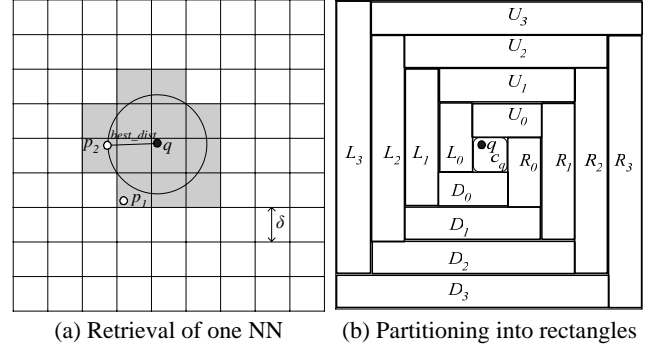 best_dist
p2
q
p1
δ
(a) Retrieval of one NN
U3
U2
U1
U0
L3
L2
L1
L0
q
cq
R0
R1
R2
R3
D0
D1
D2
D3
(b) Partitioning into rectangles